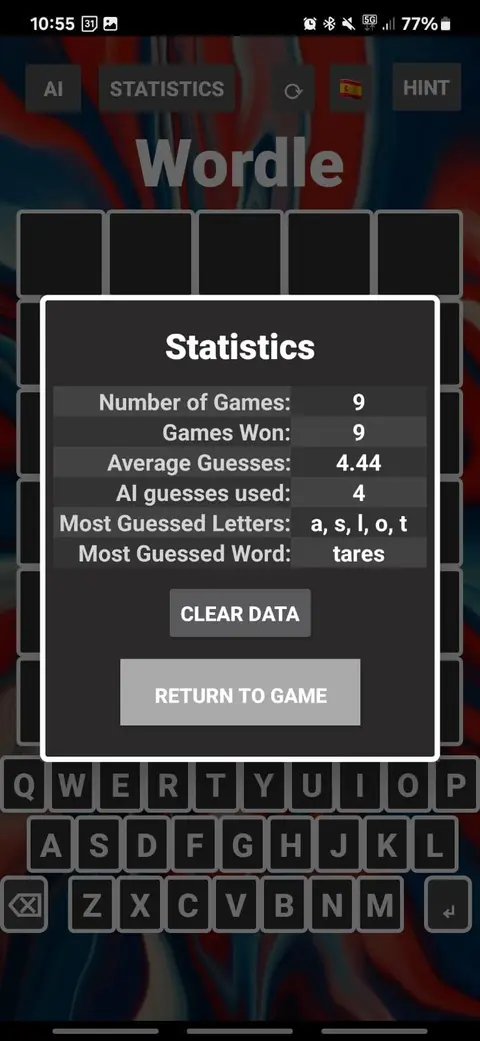 10:55 31 5G 77%
AI STATISTICS HINT
Wordle
Statistics
Number of Games: 9
Games Won: 9
Average Guesses: 4.44
AI guesses used: 4
Most Guessed Letters: a, s, l, o, t
Most Guessed Word: tares
CLEAR DATA
RETURN TO GAME
Q W E R T Y U I O P
A S D F G H J K L
Z X C V B N M